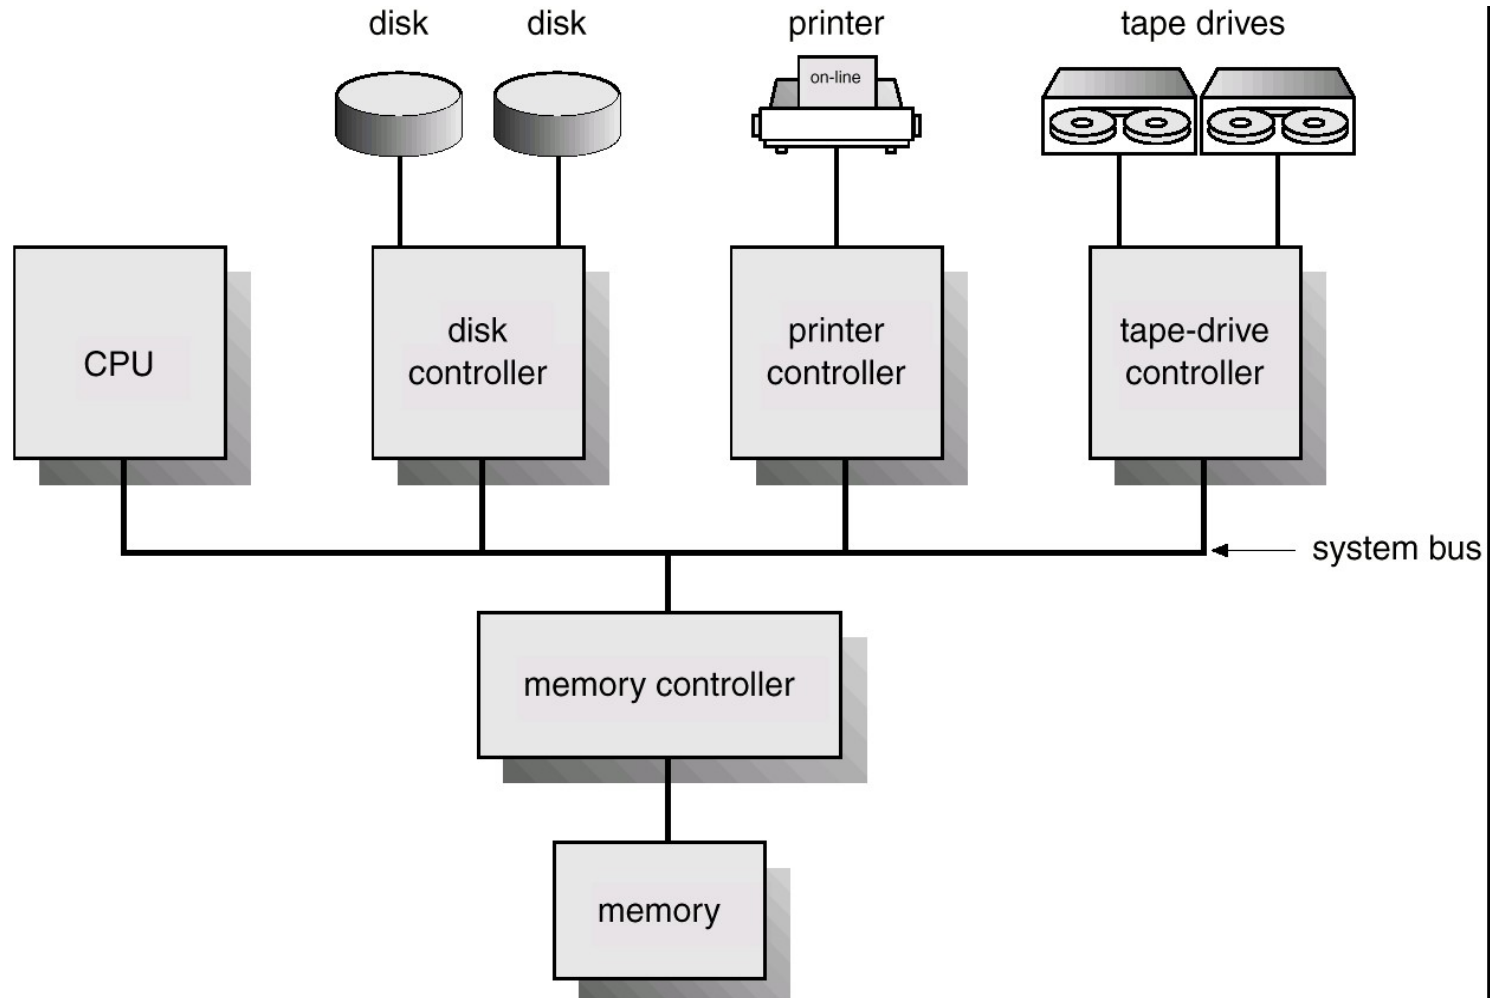 disk
disk
printer
tape drives
on-line
CPU
disk
controller
printer
controller
tape-drive
controller
system bus
memory controller
memory